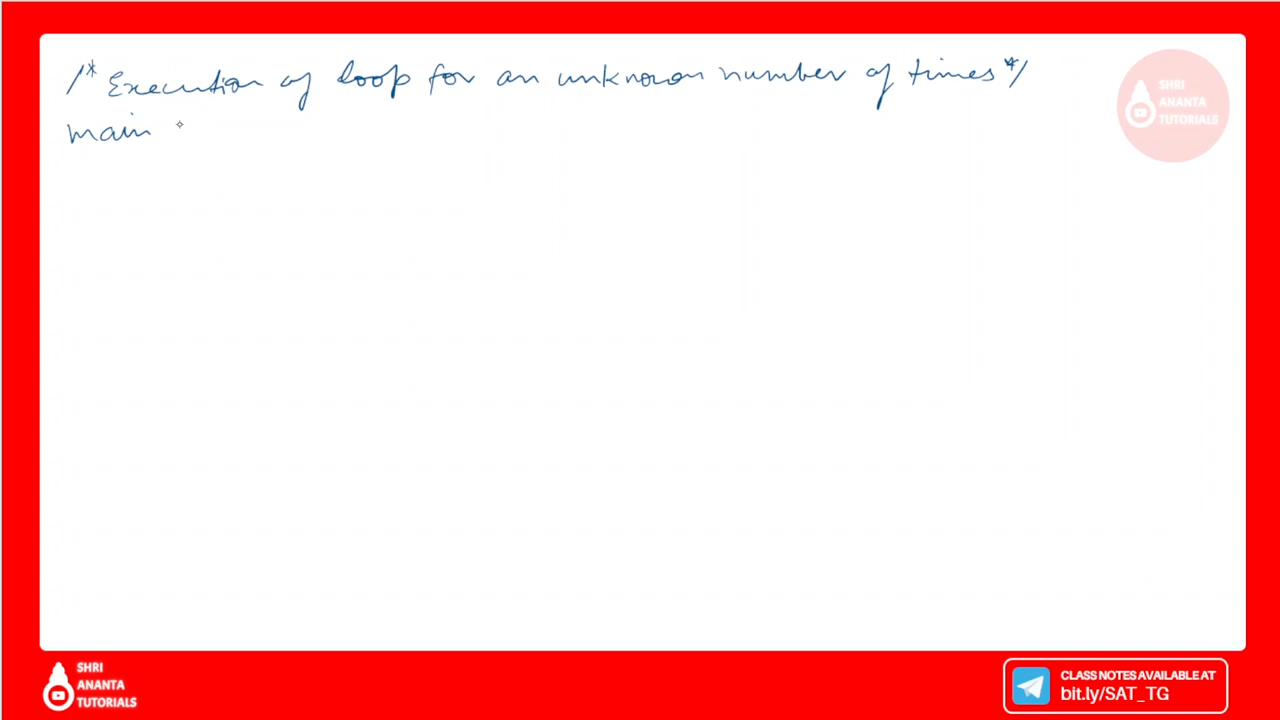 /* Execution of loop for an unknown number of times */
main
SHRI
ANANTA
TUTORIALS
SHRI
ANANTA
TUTORIALS
CLASS NOTES AVAILABLE AT
bit.ly/SAT_TG